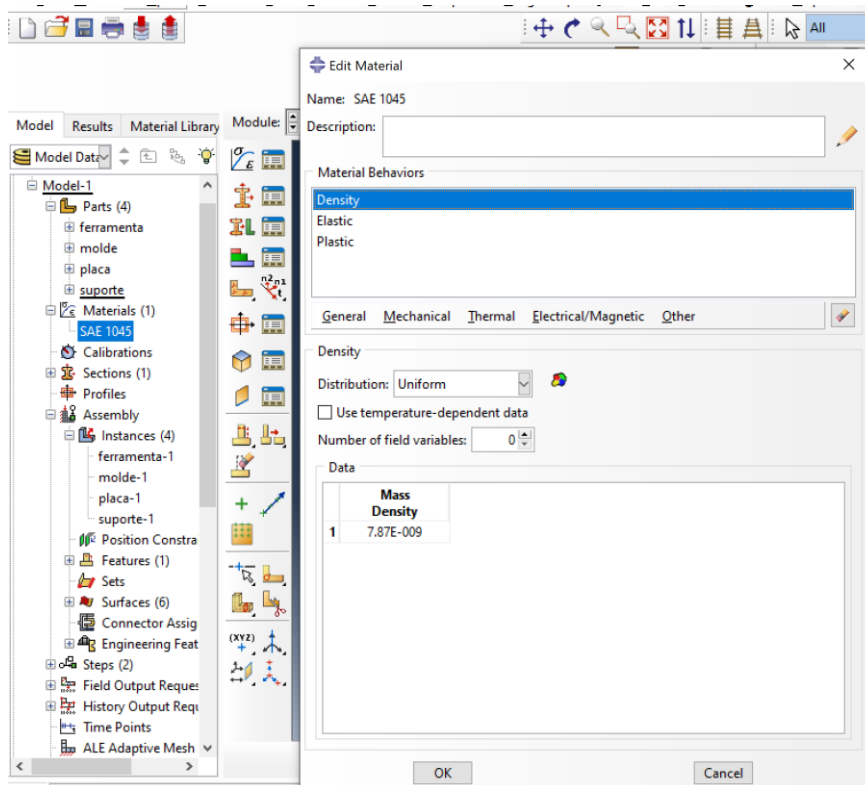 All
Edit Material
Name: SAE 1045
Description:
Material Behaviors
Density
Elastic
Plastic
General Mechanical Thermal Electrical/Magnetic Other
Density
Distribution: Uniform
Use temperature-dependent data
Number of field variables: 0
Data
Mass
Density
1 7.87E-009
OK Cancel
Model Results Material Library Module:
Model Data
Model-1
Parts (4)
ferramenta
molde
placa
suporte
Materials (1)
SAE 1045
Calibrations
Sections (1)
Profiles
Assembly
Instances (4)
ferramenta-1
molde-1
placa-1
suporte-1
Position Constra
Features (1)
Sets
Surfaces (6)
Connector Assig
Engineering Feat
Steps (2)
Field Output Reques
History Output Requ
Time Points
ALE Adaptive Mesh
σ
ε
n2 n1
t
(XYZ)